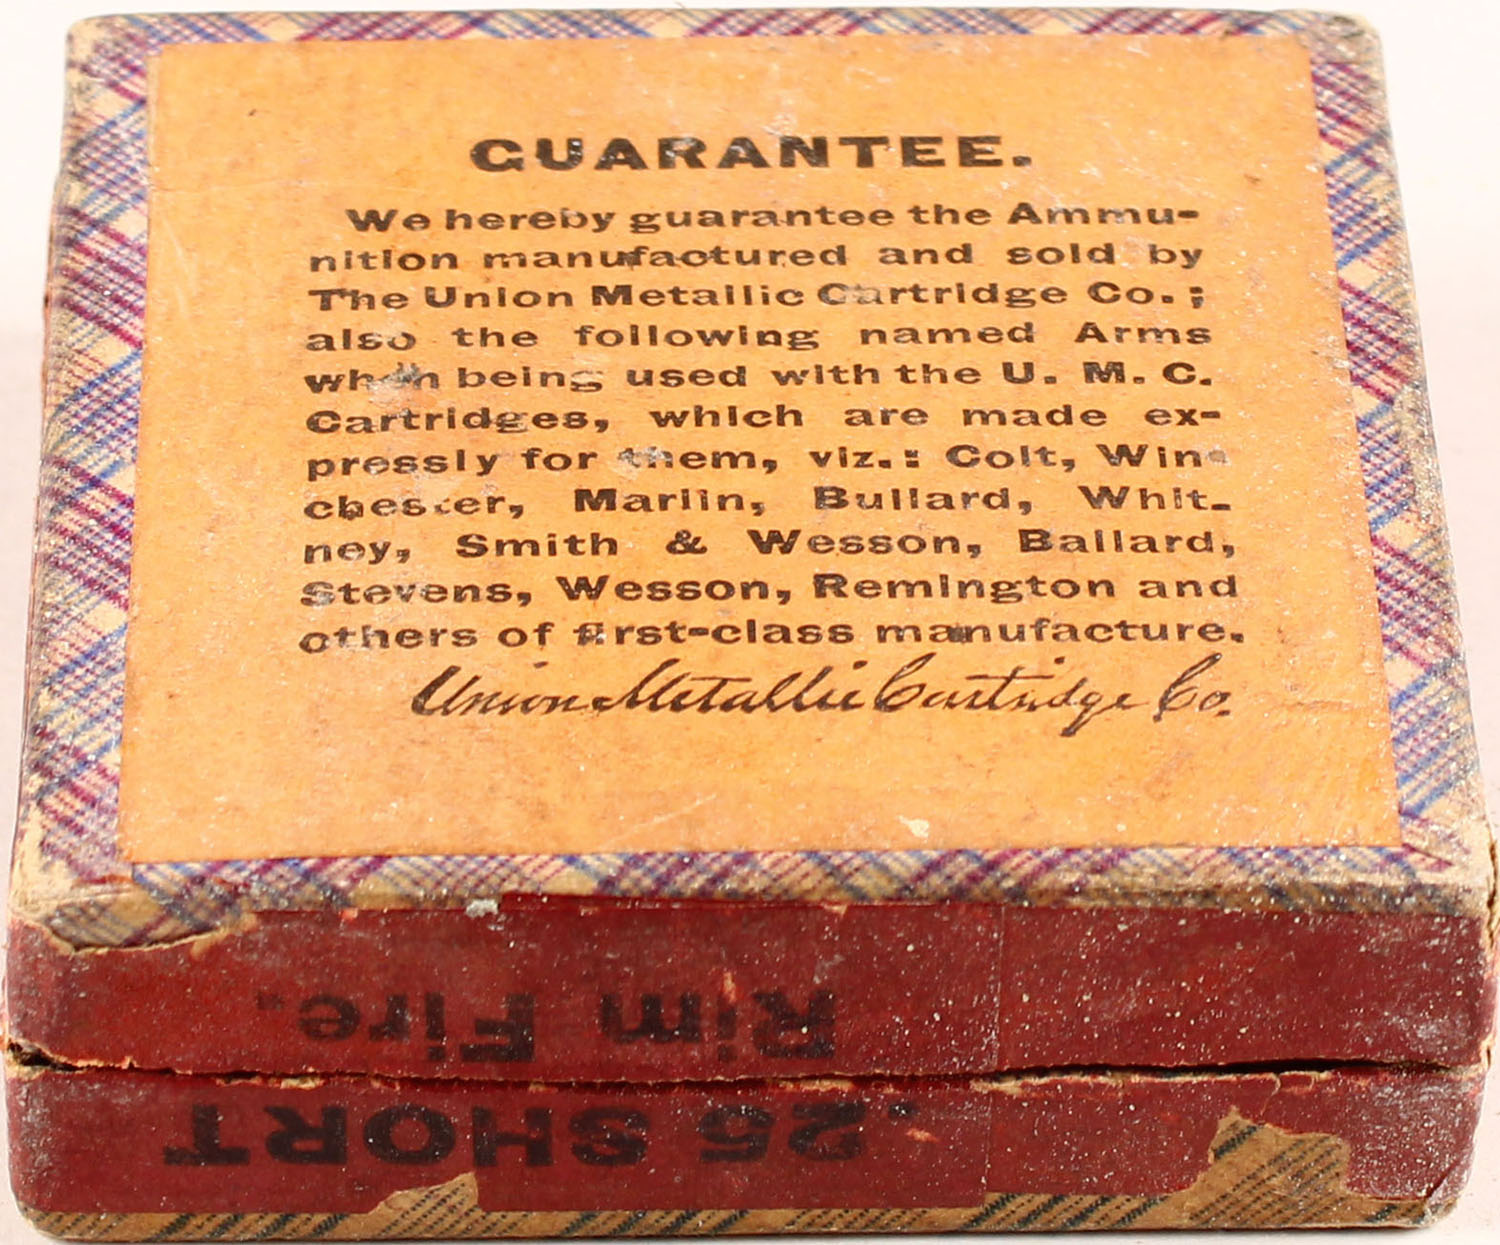 GUARANTEE.
We hereby guarantee the Ammu-
nition manufactured and sold by
The Union Metallic Cartridge Co.;
also the following named Arms
when being used with the U. M. C.
Cartridges, which are made ex-
pressly for them, viz.: Colt, Win-
chester, Marlin, Bullard, Whit-
ney, Smith & Wesson, Ballard,
Stevens, Wesson, Remington and
others of first-class manufacture.
Union Metallic Cartridge Co.
.25 SHORT
Rim Fire.